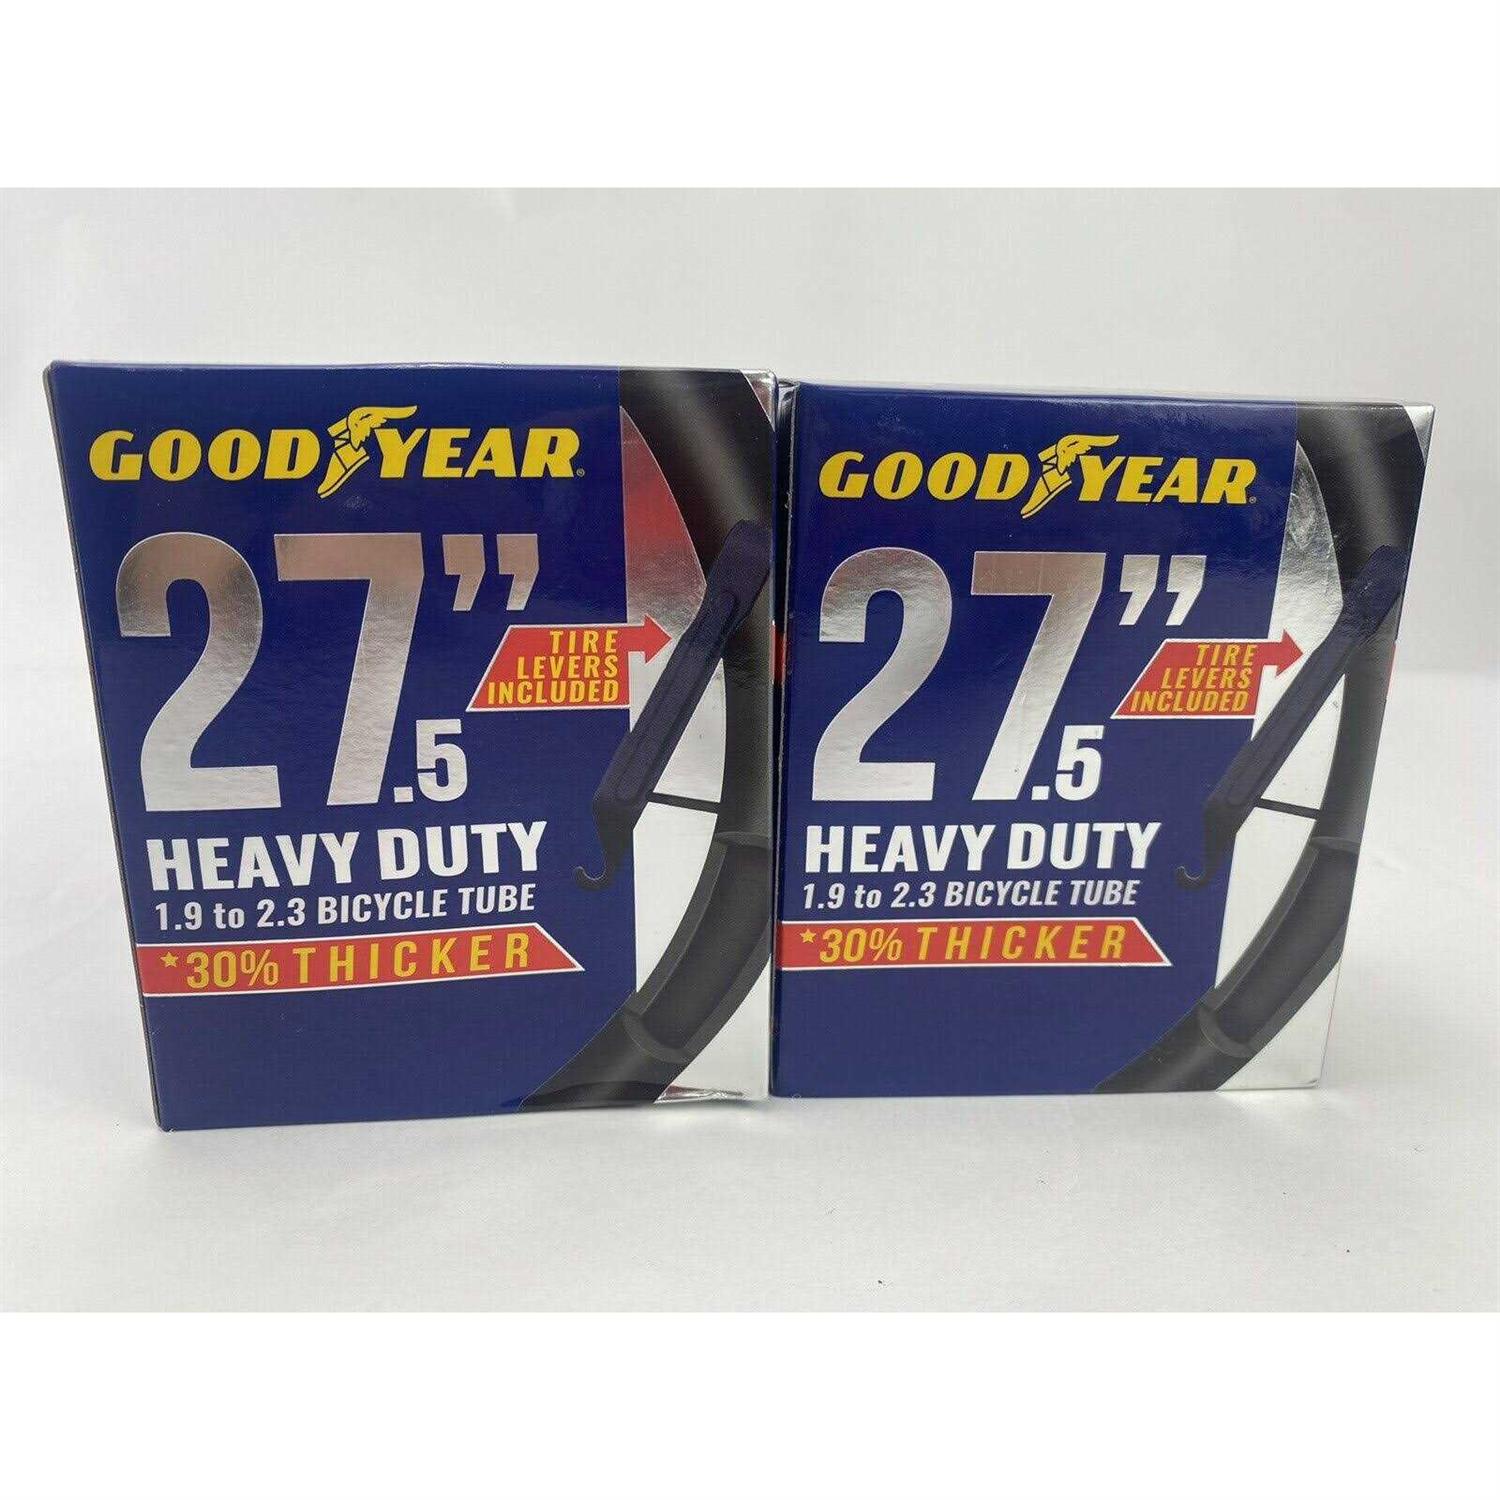 GOODYEAR
27.5"
TIRE
LEVERS
INCLUDED
HEAVY DUTY
1.9 to 2.3 BICYCLE TUBE
*30% THICKER
GOODYEAR
27.5"
TIRE
LEVERS
INCLUDED
HEAVY DUTY
1.9 to 2.3 BICYCLE TUBE
*30% THICKER